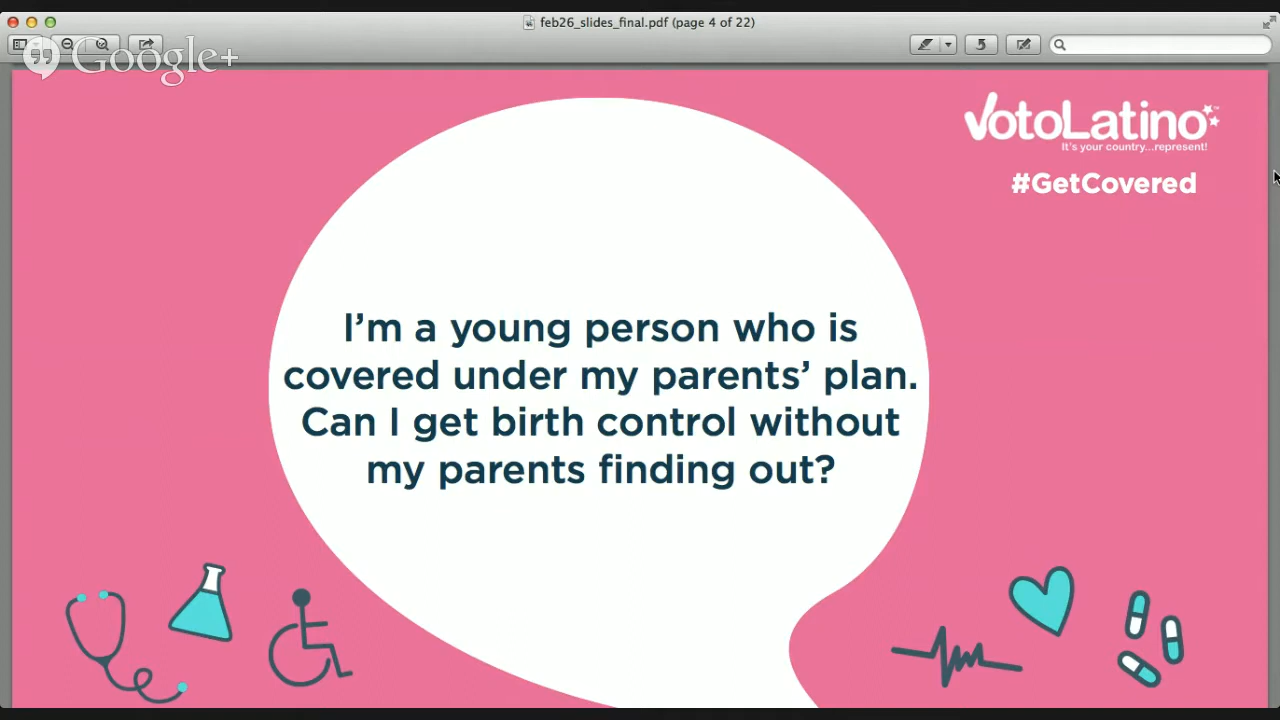 feb26_slides_final.pdf (page 4 of 22)
Google+
VotoLatino™
It's your country...represent!
#GetCovered
I'm a young person who is
covered under my parents' plan.
Can I get birth control without
my parents finding out?